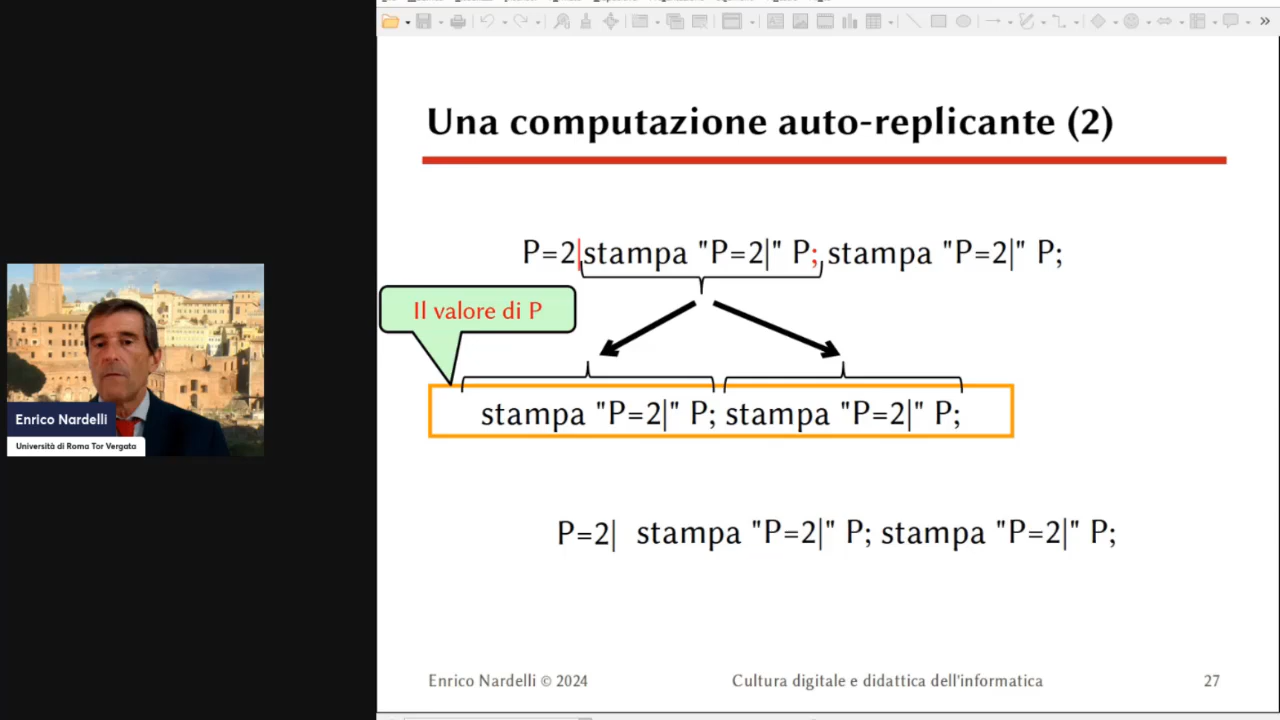 Una computazione auto-replicante (2)
P=2|stampa "P=2|" P; stampa "P=2|" P;
Il valore di P
stampa "P=2|" P; stampa "P=2|" P;
Enrico Nardelli
Università di Roma Tor Vergata
P=2| stampa "P=2|" P; stampa "P=2|" P;
Enrico Nardelli © 2024 Cultura digitale e didattica dell'informatica 27